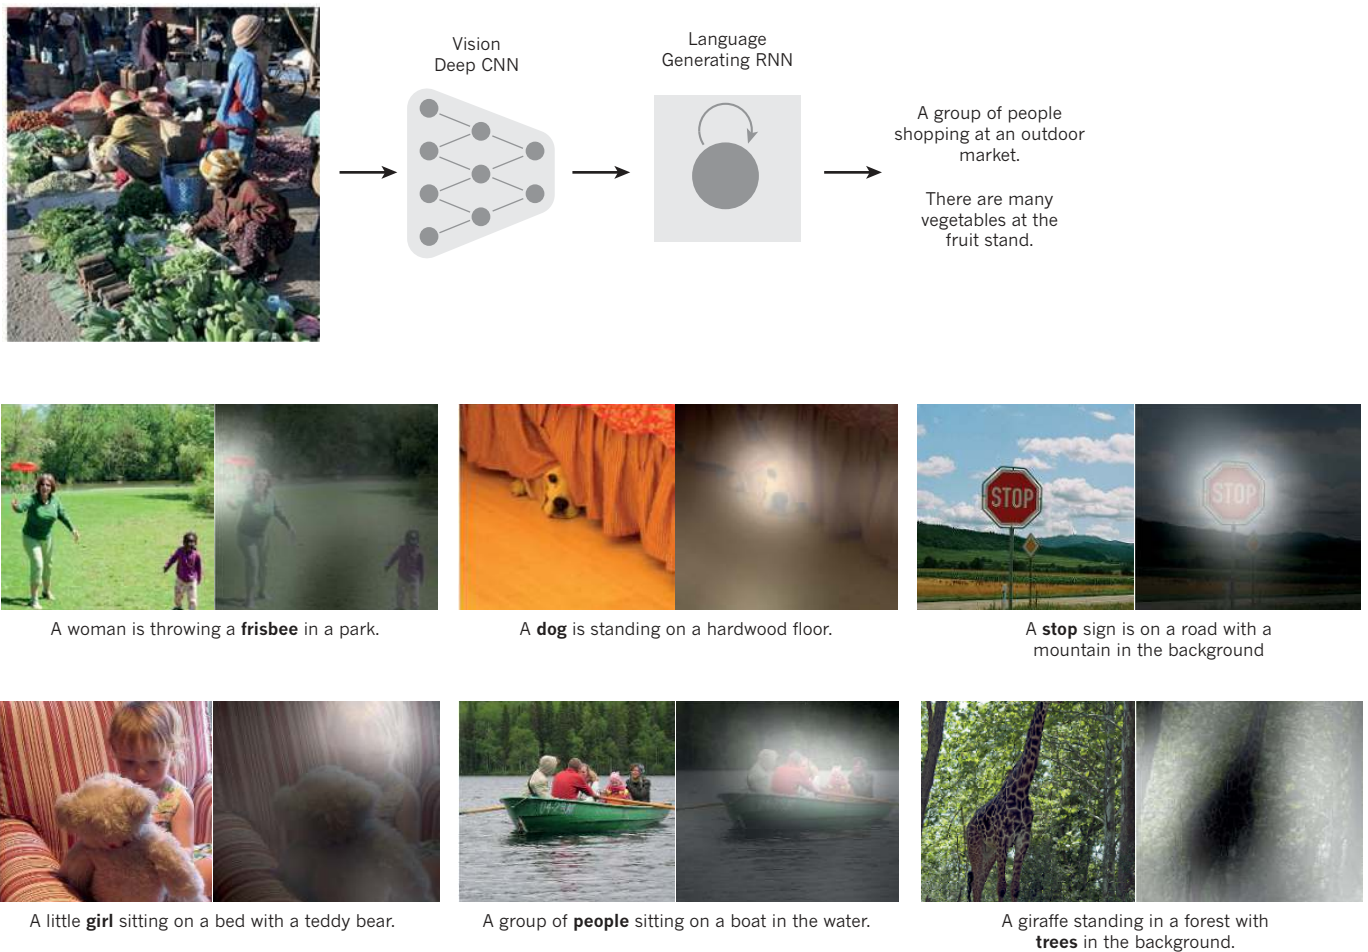 Vision
Deep CNN
Language
Generating RNN
A group of people
shopping at an outdoor
market.
There are many
vegetables at the
fruit stand.
STOP
STOP
A woman is throwing a frisbee in a park.
A dog is standing on a hardwood floor.
A stop sign is on a road with a
mountain in the background
A little girl sitting on a bed with a teddy bear.
A group of people sitting on a boat in the water.
A giraffe standing in a forest with
trees in the background.